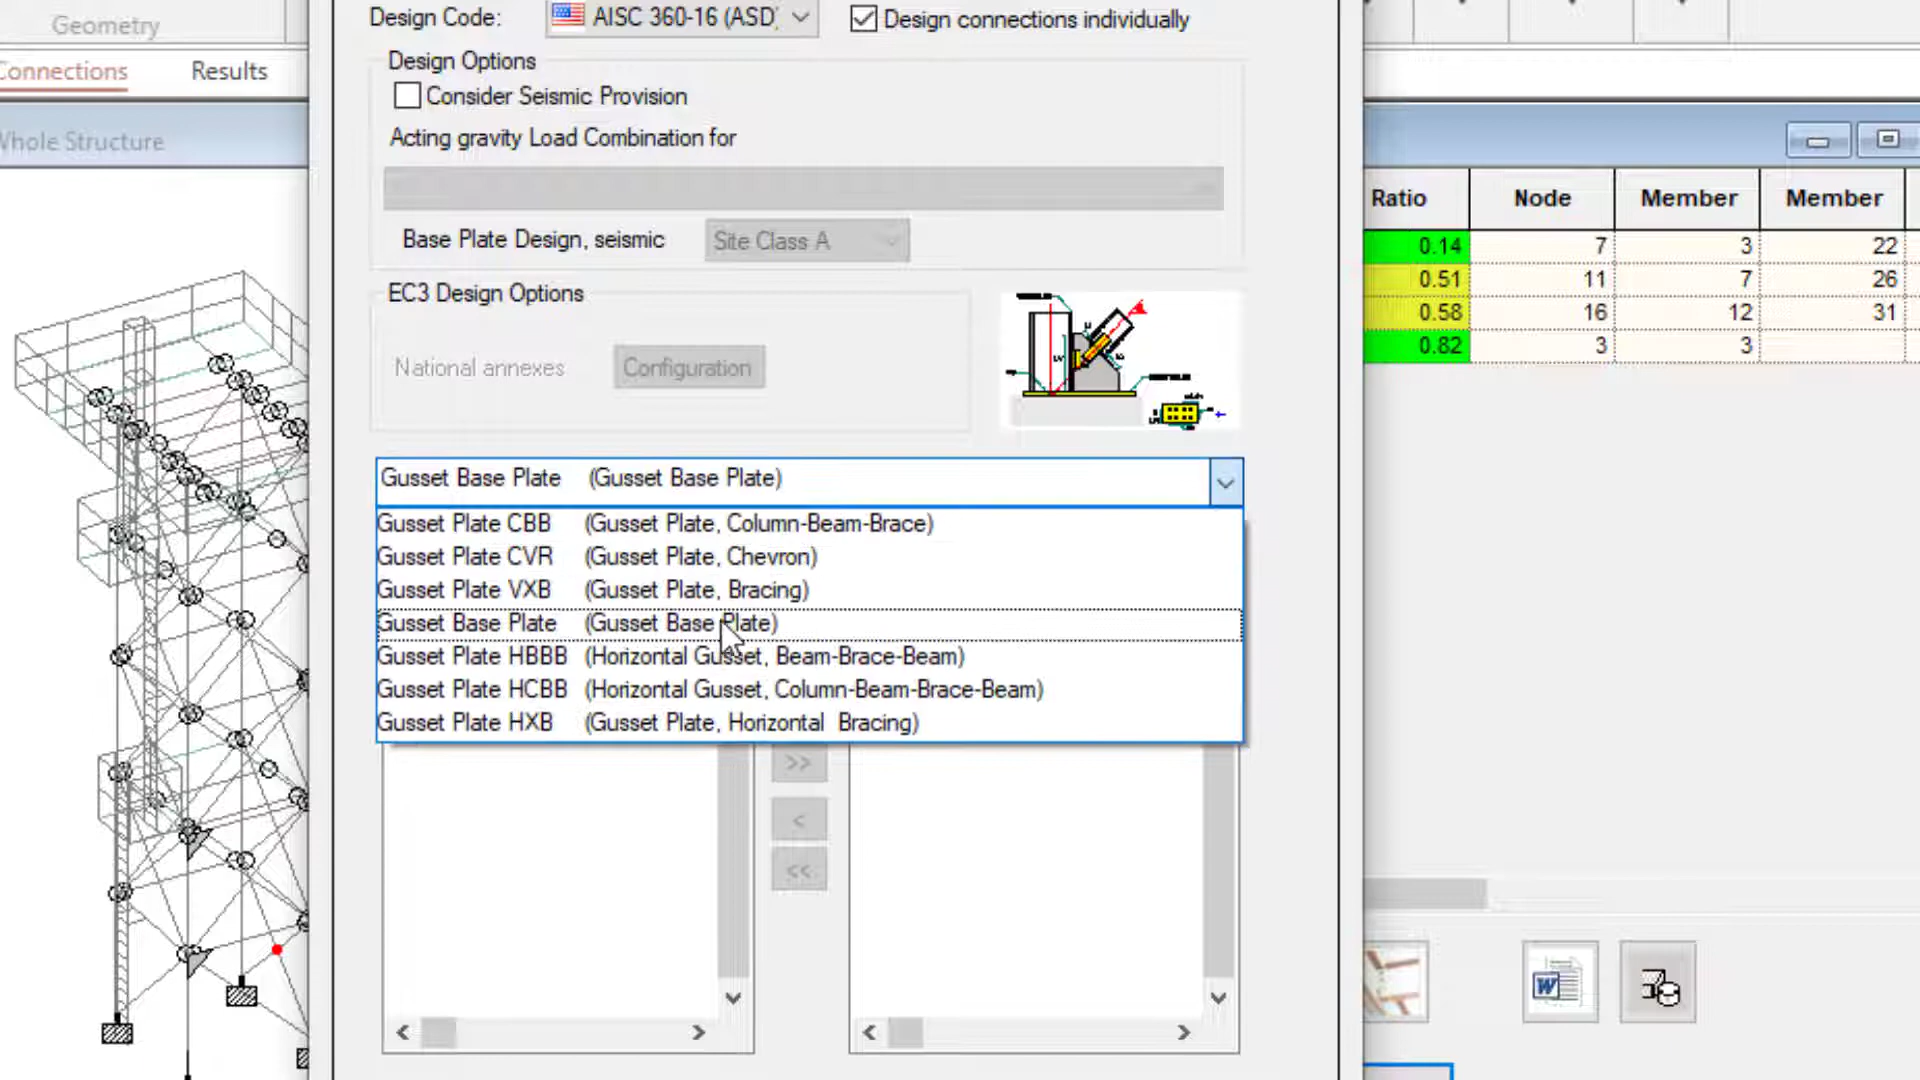 Geometry
Connections
Results
Whole Structure
Design Code:
AISC 360-16 (ASD)
Design connections individually
Design Options
Consider Seismic Provision
Acting gravity Load Combination for
Base Plate Design, seismic
Site Class A
EC3 Design Options
National annexes
Configuration
Gusset Base Plate (Gusset Base Plate)
Gusset Plate CBB (Gusset Plate, Column-Beam-Brace)
Gusset Plate CVR (Gusset Plate, Chevron)
Gusset Plate VXB (Gusset Plate, Bracing)
Gusset Base Plate (Gusset Base Plate)
Gusset Plate HBBB (Horizontal Gusset, Beam-Brace-Beam)
Gusset Plate HCBB (Horizontal Gusset, Column-Beam-Brace-Beam)
Gusset Plate HXB (Gusset Plate, Horizontal Bracing)
>>
<
<<
Ratio Node Member Member
0.14 7 3 22
0.51 11 7 26
0.58 16 12 31
0.82 3 3